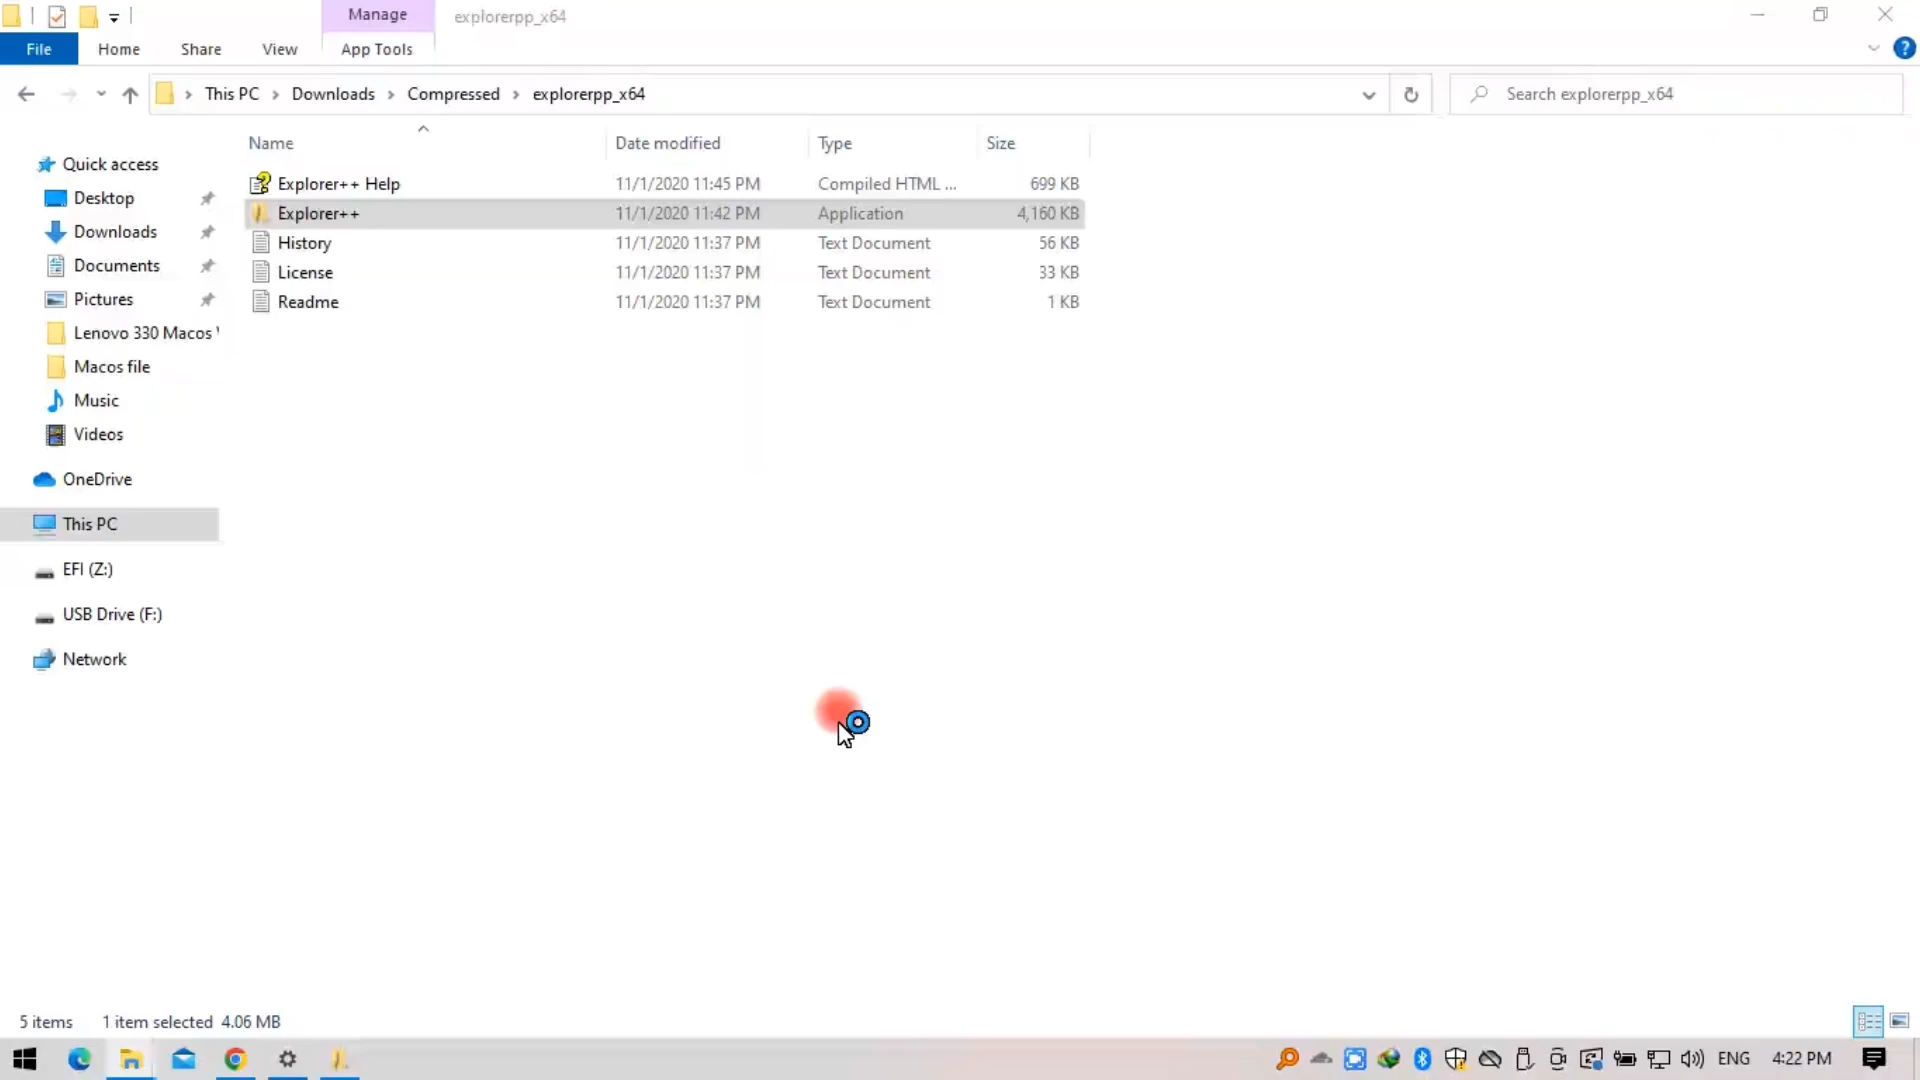 Manage explorerpp_x64
File Home Share View App Tools
This PC Downloads Compressed explorerpp_x64 Search explorerpp_x64
Name Date modified Type Size
Explorer++ Help 11/1/2020 11:45 PM Compiled HTML ... 699 KB
Explorer++ 11/1/2020 11:42 PM Application 4,160 KB
History 11/1/2020 11:37 PM Text Document 56 KB
License 11/1/2020 11:37 PM Text Document 33 KB
Readme 11/1/2020 11:37 PM Text Document 1 KB
Quick access
Desktop
Downloads
Documents
Pictures
Lenovo 330 Macos
Macos file
Music
Videos
OneDrive
This PC
EFI (Z:)
USB Drive (F:)
Network
5 items 1 item selected 4.06 MB
ENG 4:22 PM